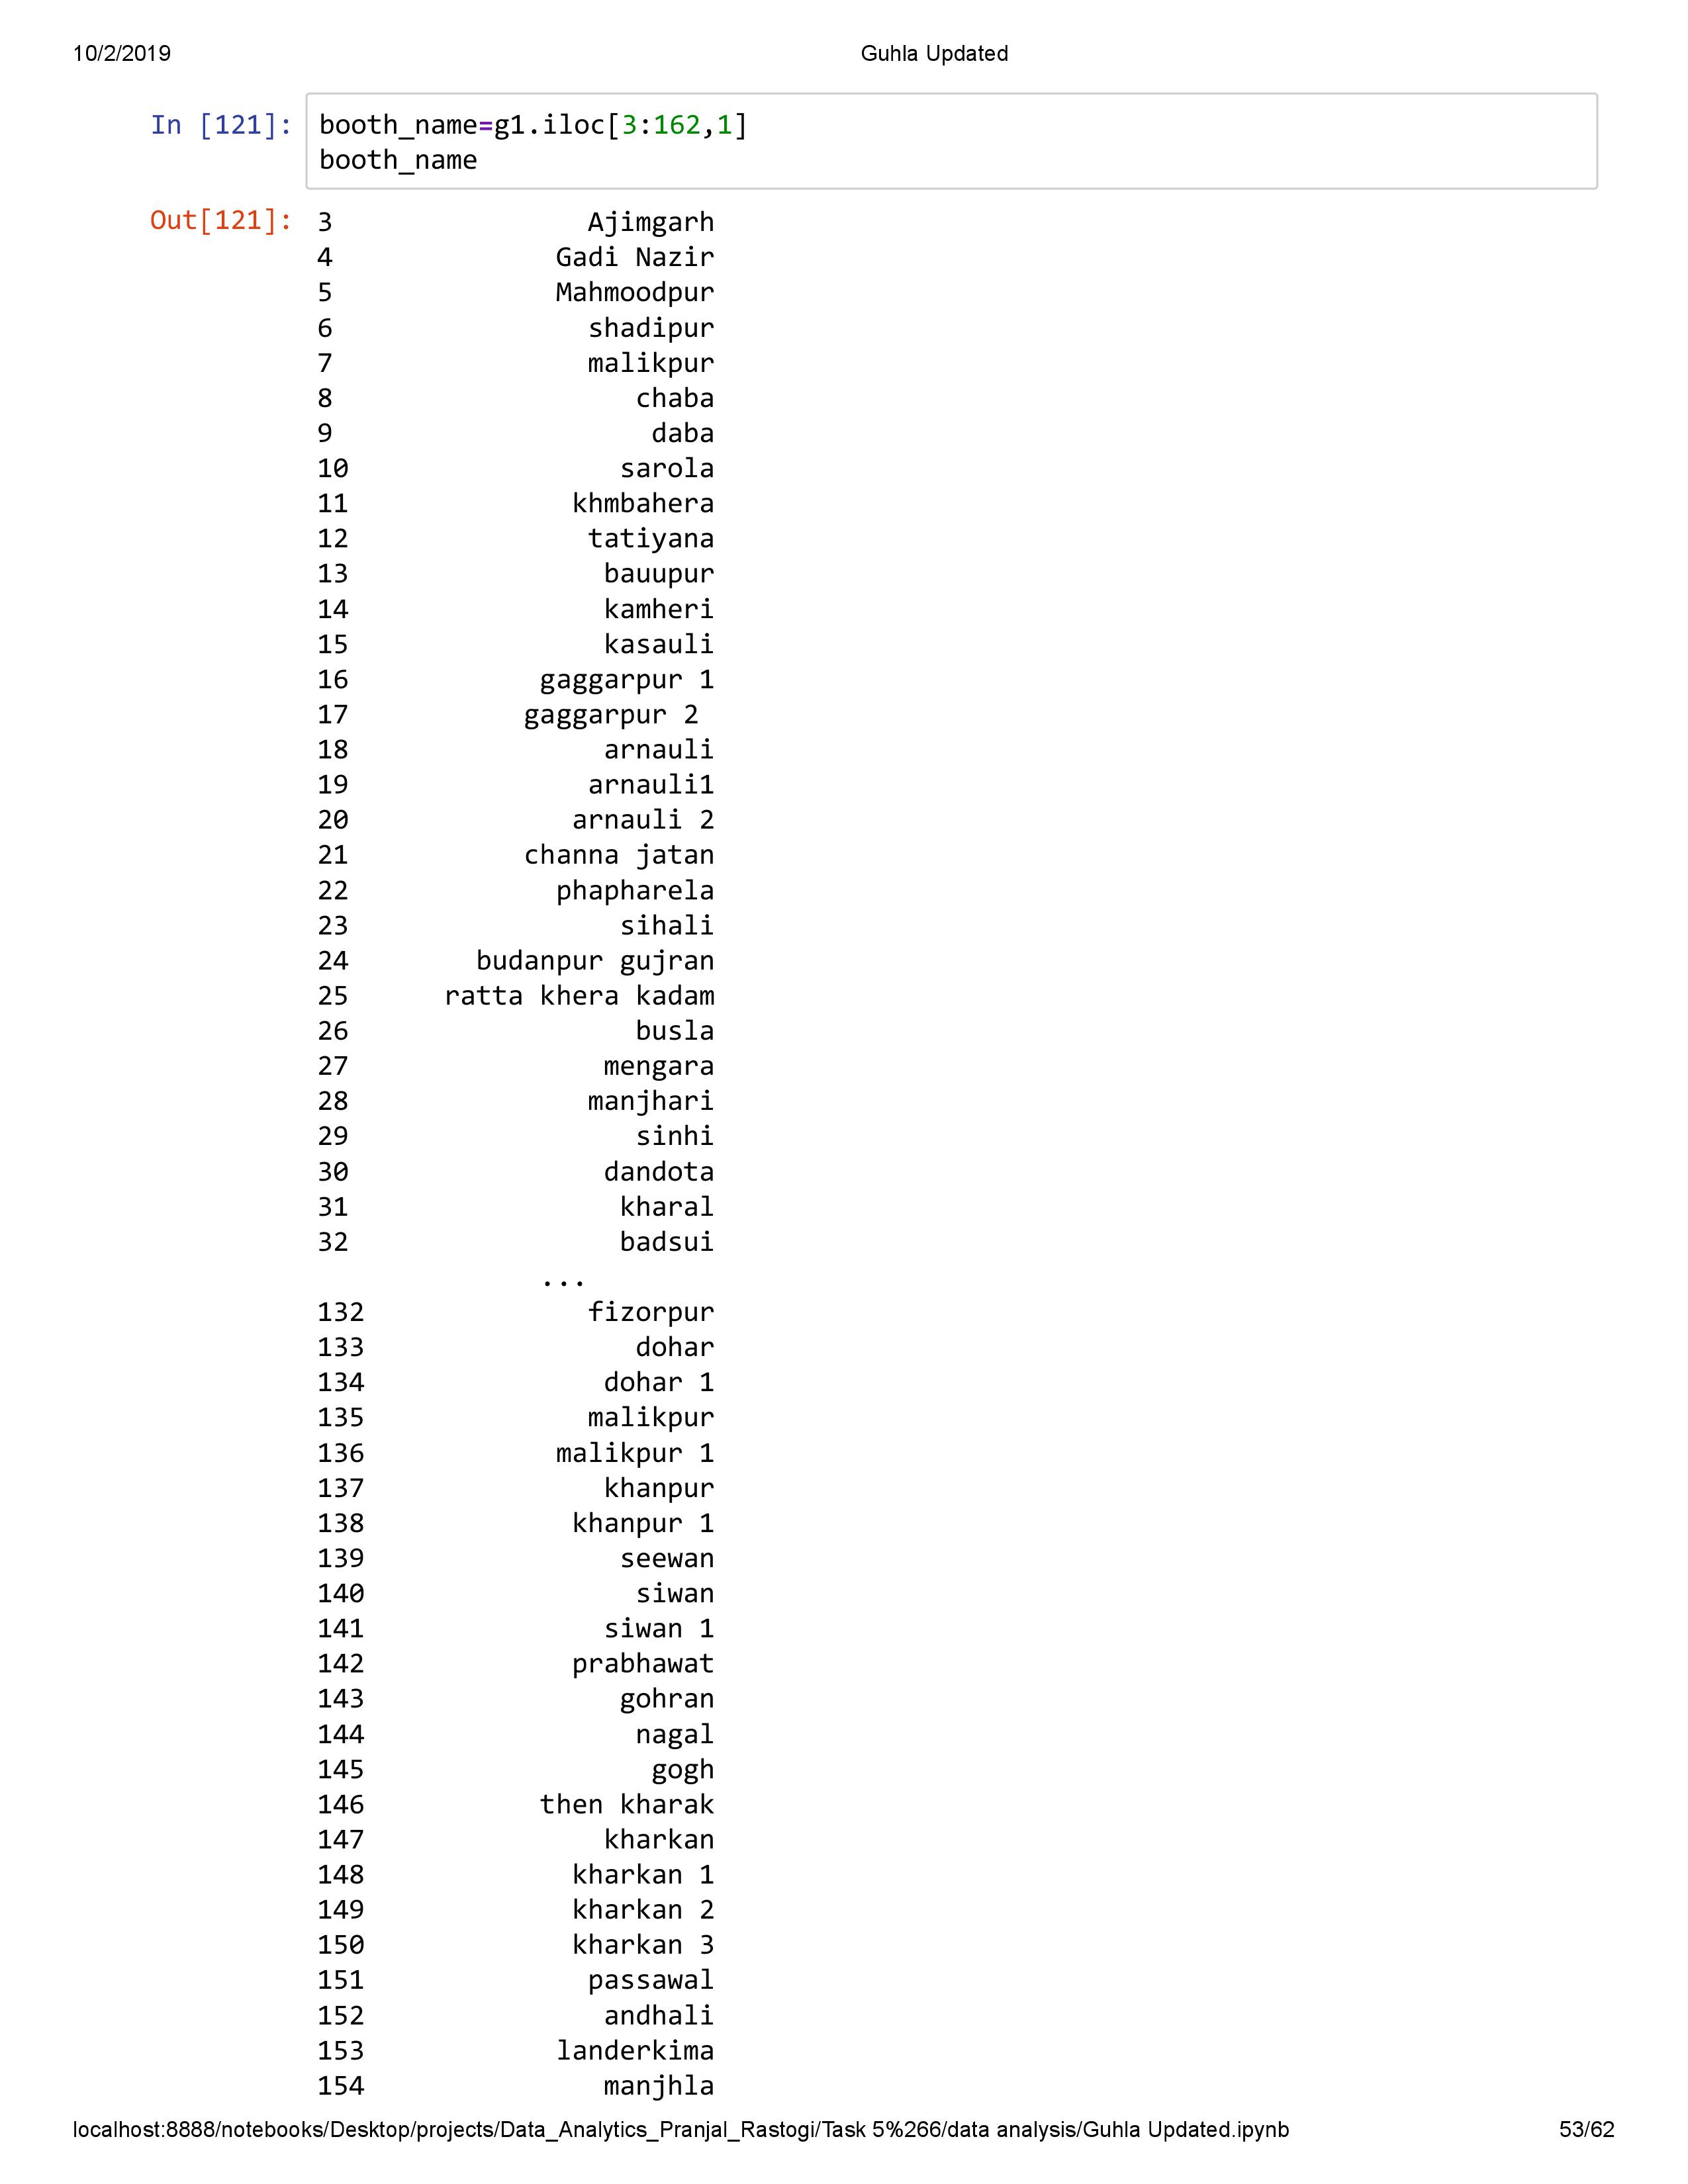 10/2/2019 Guhla Updated
In [121]: booth_name=g1.iloc[3:162,1]
booth_name
Out[121]: 3 Ajimgarh
4 Gadi Nazir
5 Mahmoodpur
6 shadipur
7 malikpur
8 chaba
9 daba
10 sarola
11 khmbahera
12 tatiyana
13 bauupur
14 kamheri
15 kasauli
16 gaggarpur 1
17 gaggarpur 2
18 arnauli
19 arnauli1
20 arnauli 2
21 channa jatan
22 phapharela
23 sihali
24 budanpur gujran
25 ratta khera kadam
26 busla
27 mengara
28 manjhari
29 sinhi
30 dandota
31 kharal
32 badsui
...
132 fizorpur
133 dohar
134 dohar 1
135 malikpur
136 malikpur 1
137 khanpur
138 khanpur 1
139 seewan
140 siwan
141 siwan 1
142 prabhawat
143 gohran
144 nagal
145 gogh
146 then kharak
147 kharkan
148 kharkan 1
149 kharkan 2
150 kharkan 3
151 passawal
152 andhali
153 landerkima
154 manjhla
localhost:8888/notebooks/Desktop/projects/Data_Analytics_Pranjal_Rastogi/Task 5%266/data analysis/Guhla Updated.ipynb 53/62